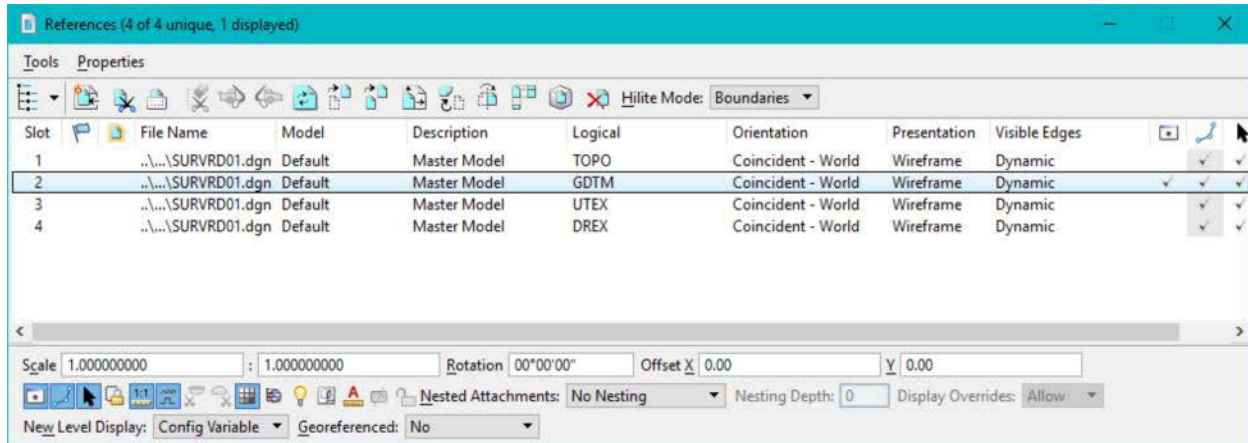 References (4 of 4 unique, 1 displayed)
Tools Properties
Hilite Mode: Boundaries
Slot File Name Model Description Logical Orientation Presentation Visible Edges
1 ..\...\SURVRD01.dgn Default Master Model TOPO Coincident - World Wireframe Dynamic
2 ..\...\SURVRD01.dgn Default Master Model GDTM Coincident - World Wireframe Dynamic
3 ..\...\SURVRD01.dgn Default Master Model UTEX Coincident - World Wireframe Dynamic
4 ..\...\SURVRD01.dgn Default Master Model DREX Coincident - World Wireframe Dynamic
Scale 1.000000000 : 1.000000000 Rotation 00°00'00" Offset X 0.00 Y 0.00
1:1 A Nested Attachments: No Nesting Nesting Depth: 0 Display Overrides: Allow
New Level Display: Config Variable Georeferenced: No